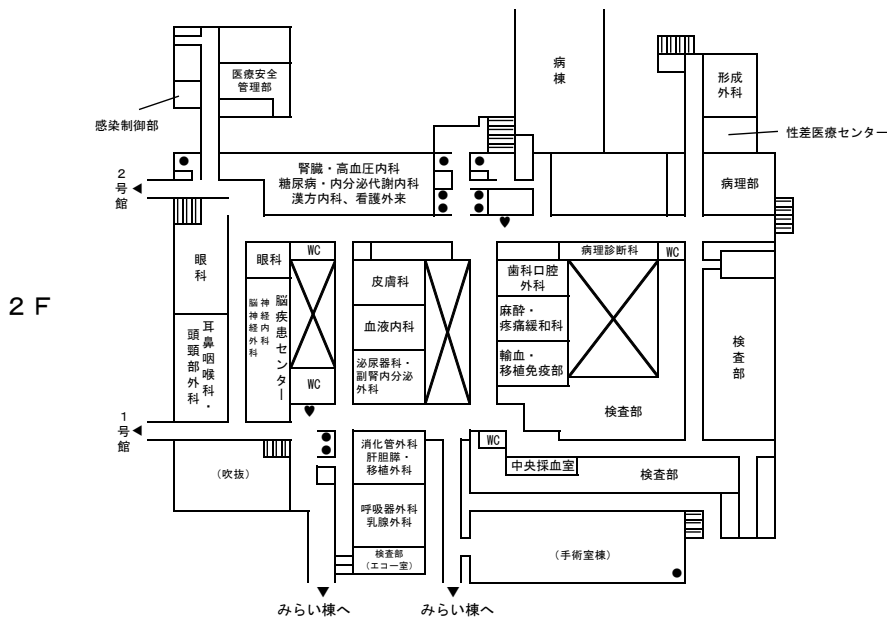 病棟
形成
外科
医療安全
管理部
感染制御部
性差医療センター
腎臓・高血圧内科
糖尿病・内分泌代謝内科
漢方内科、看護外来
病理部
2号館
眼科
眼科
WC
病理診断科
WC
皮膚科
歯科口腔
外科
2F
脳疾患センター
神経内科
脳神経外科
血液内科
麻酔・
疼痛緩和科
耳鼻咽喉科・
頭頸部外科
泌尿器科・
副腎内分泌
外科
輸血・
移植免疫部
検査部
WC
検査部
1号館
消化管外科
肝胆膵・
移植外科
WC
中央採血室
検査部
(吹抜)
呼吸器外科
乳腺外科
検査部
(エコー室)
(手術室棟)
みらい棟へ
みらい棟へ